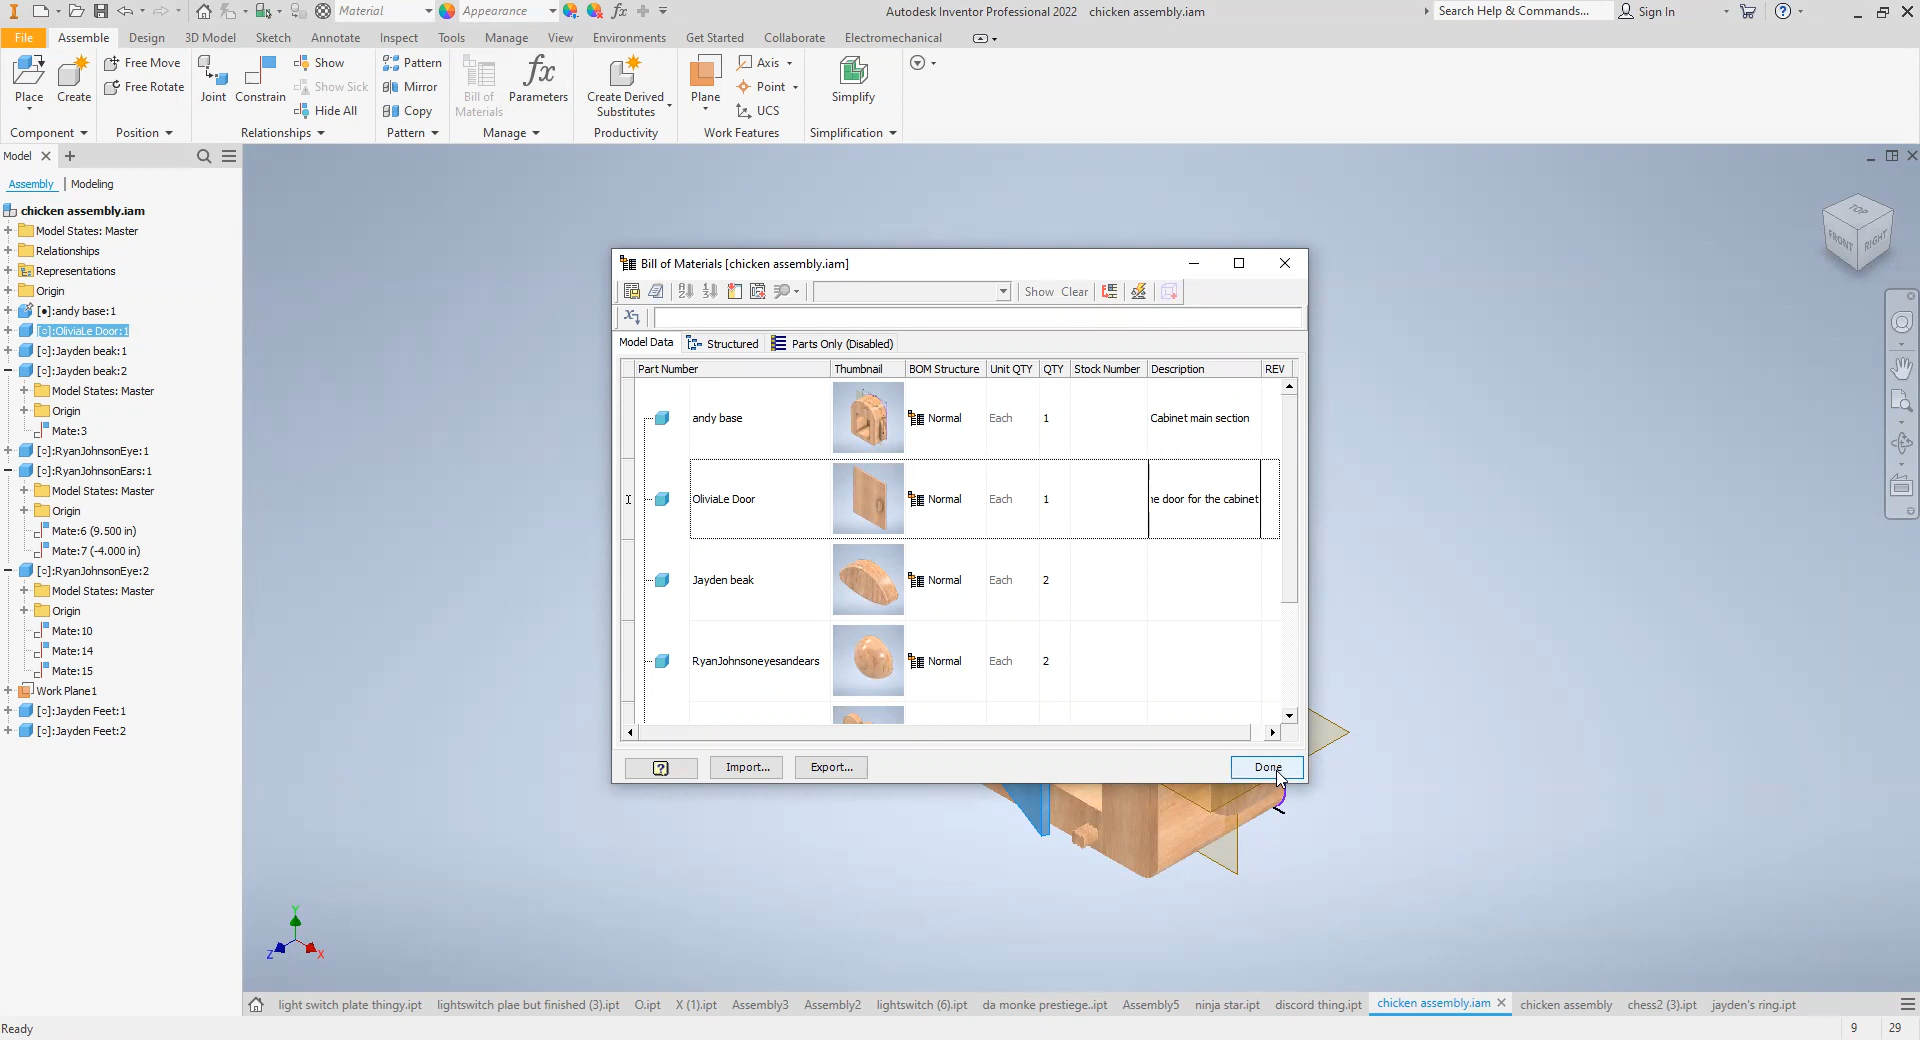 Material
Appearance
Autodesk Inventor Professional 2022 chicken assembly.iam
Search Help & Commands...
Sign In
File Assemble Design 3D Model Sketch Annotate Inspect Tools Manage View Environments Get Started Collaborate Electromechanical
Place
Create
Free Move
Free Rotate
Joint
Constrain
Show
Show Sick
Hide All
Pattern
Mirror
Copy
Bill of
Materials
Parameters
Create Derived
Substitutes
Plane
Axis
Point
UCS
Simplify
Component Position Relationships Pattern Manage Productivity Work Features Simplification
Model
Assembly | Modeling
chicken assembly.iam
Model States: Master
Relationships
Representations
Origin
[●]:andy base:1
[○]:OliviaLe Door:1
[○]:Jayden beak:1
[○]:Jayden beak:2
Model States: Master
Origin
Mate:3
[○]:RyanJohnsonEye:1
[○]:RyanJohnsonEars:1
Model States: Master
Origin
Mate:6 (9.500 in)
Mate:7 (-4.000 in)
[○]:RyanJohnsonEye:2
Model States: Master
Origin
Mate:10
Mate:14
Mate:15
Work Plane1
[○]:Jayden Feet:1
[○]:Jayden Feet:2
TOP
FRONT
RIGHT
Bill of Materials [chicken assembly.iam]
Show Clear
Model Data Structured Parts Only (Disabled)
Part Number Thumbnail BOM Structure Unit QTY QTY Stock Number Description REV
andy base Normal Each 1 Cabinet main section
OliviaLe Door Normal Each 1 he door for the cabinet
Jayden beak Normal Each 2
RyanJohnsoneyesandears Normal Each 2
Import... Export... Done
Y
Z
X
light switch plate thingy.ipt lightswitch plae but finished (3).ipt O.ipt X (1).ipt Assembly3 Assembly2 lightswitch (6).ipt da monke prestiege..ipt Assembly5 ninja star.ipt discord thing.ipt chicken assembly.iam chicken assembly chess2 (3).ipt jayden's ring.ipt
Ready
9 29